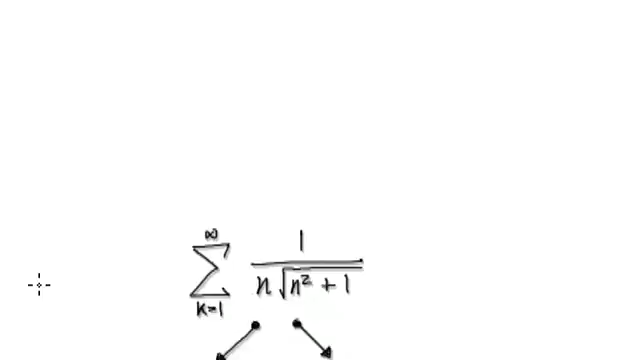 ∞
∑ 1 / n√(n² + 1)
k=1